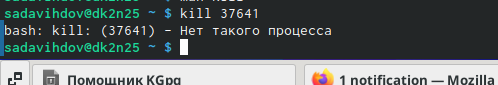 sadavihdov@dk2n25 ~ $ kill 37641
bash: kill: (37641) – Нет такого процесса
sadavihdov@dk2n25 ~ $
Помощник KGpg
1 notification — Mozilla